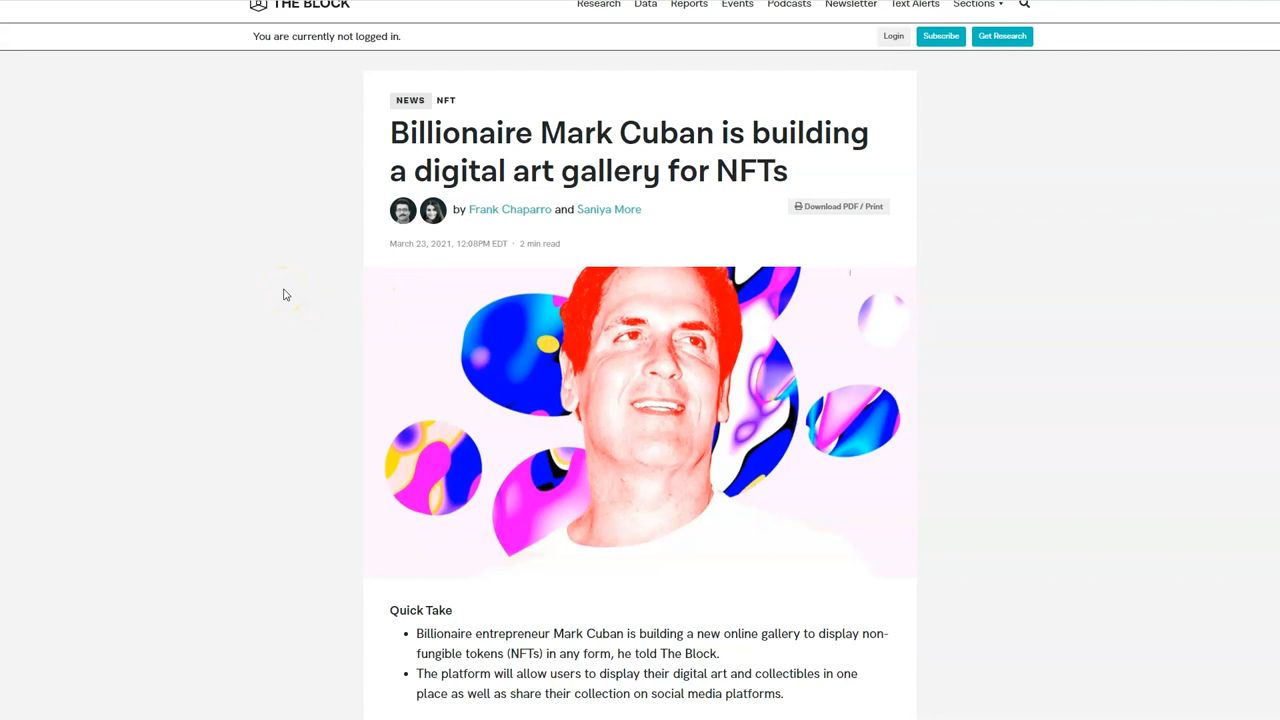 THE BLOCK
Research Data Reports Events Podcasts Newsletter Text Alerts Sections
You are currently not logged in.
Login Subscribe Get Research
NEWS NFT
Billionaire Mark Cuban is building
a digital art gallery for NFTs
by Frank Chaparro and Saniya More
Download PDF / Print
March 23, 2021, 12:08PM EDT · 2 min read
Quick Take
• Billionaire entrepreneur Mark Cuban is building a new online gallery to display non-
fungible tokens (NFTs) in any form, he told The Block.
• The platform will allow users to display their digital art and collectibles in one
place as well as share their collection on social media platforms.